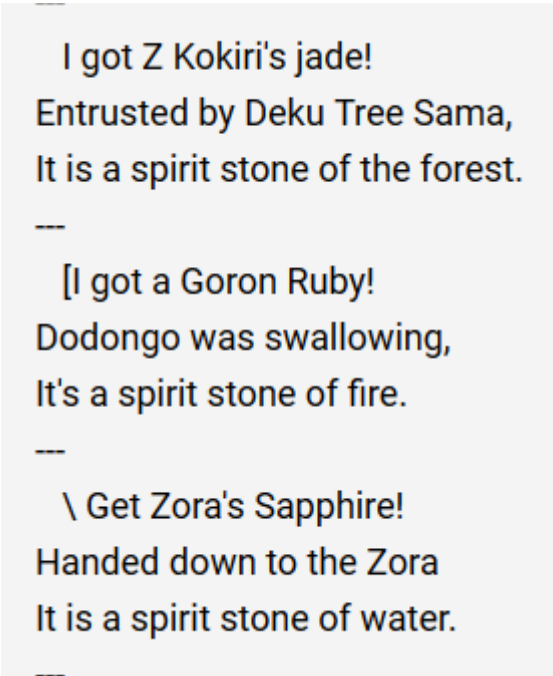 I got Z Kokiri's jade!
Entrusted by Deku Tree Sama,
It is a spirit stone of the forest.
---
[I got a Goron Ruby!
Dodongo was swallowing,
It's a spirit stone of fire.
---
\ Get Zora's Sapphire!
Handed down to the Zora
It is a spirit stone of water.
---